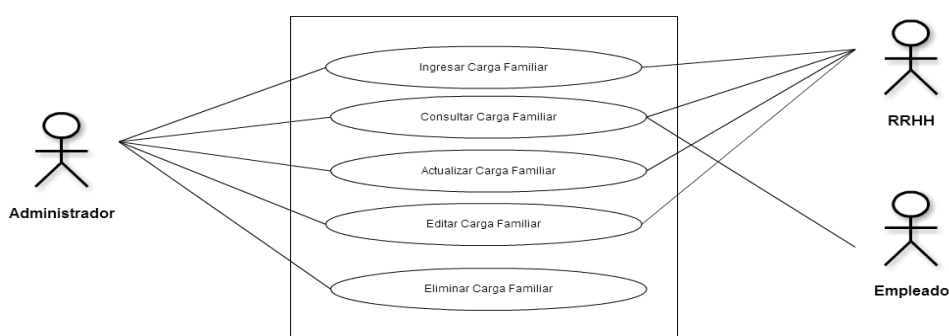 Ingresar Carga Familiar
Consultar Carga Familiar
Actualizar Carga Familiar
Editar Carga Familiar
Eliminar Carga Familiar
Administrador
RRHH
Empleado